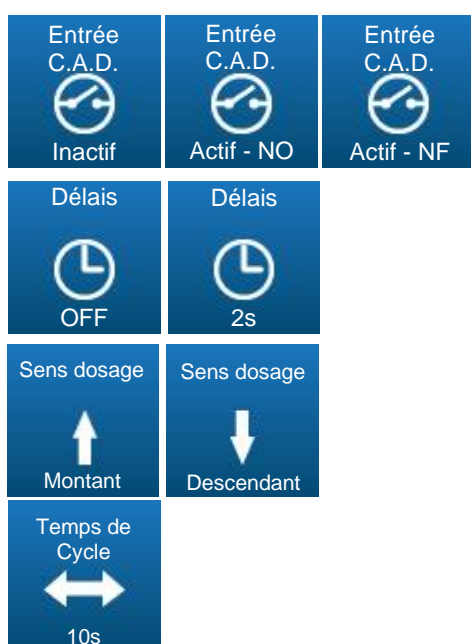 Entrée
C.A.D.
Inactif
Entrée
C.A.D.
Actif - NO
Entrée
C.A.D.
Actif - NF
Délais
OFF
Délais
2s
Sens dosage
Montant
Sens dosage
Descendant
Temps de
Cycle
10s